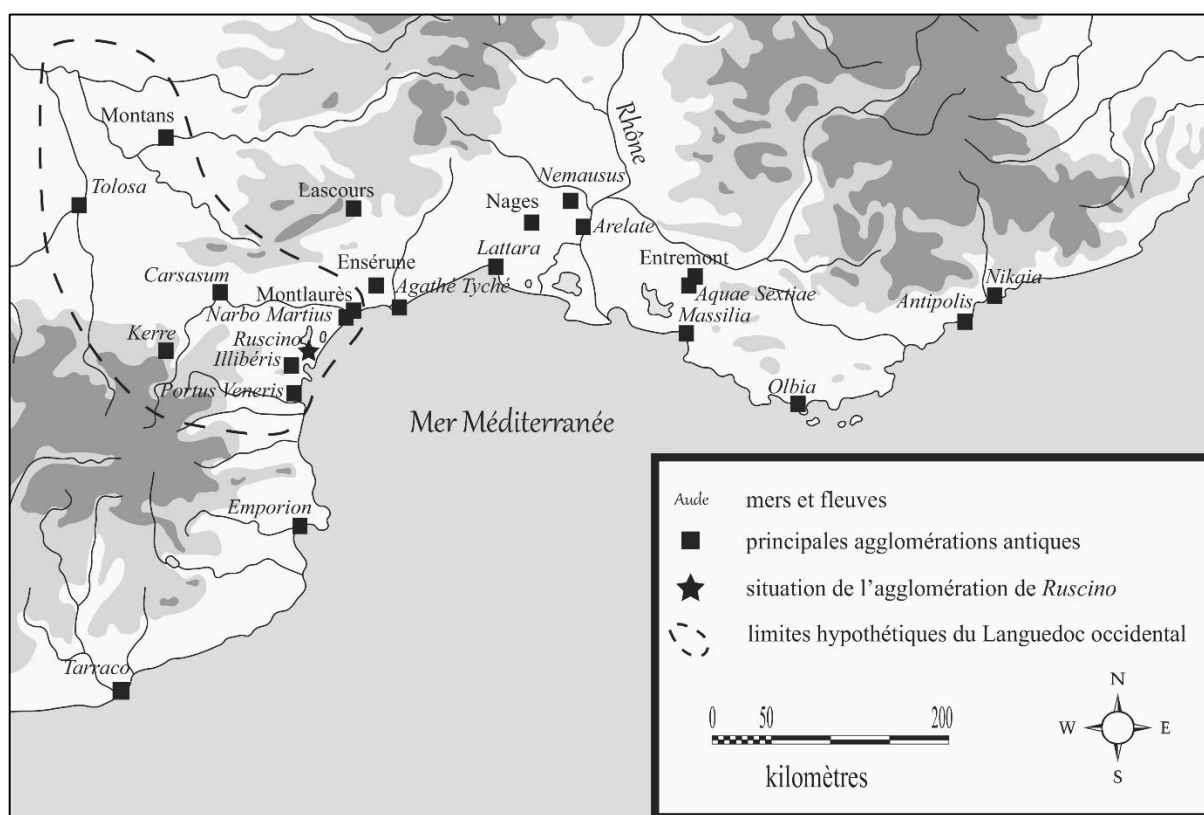 Montans
Tolosa
Lascours
Rhône
Nemausus
Nages
Arelate
Lattara
Ensérune
Carsasum
Agathé Tyché
Entremont
Aquae Sextiae
Massilia
Nikaia
Antipolis
Montlaurès
Narbo Martius
Ruscino
Kerre
Illibéris
Portus Veneris
Olbia
Mer Méditerranée
Emporion
Tarraco
Aude mers et fleuves
principales agglomérations antiques
situation de l'agglomération de Ruscino
limites hypothétiques du Languedoc occidental
0 50 200
kilomètres
N
W E
S